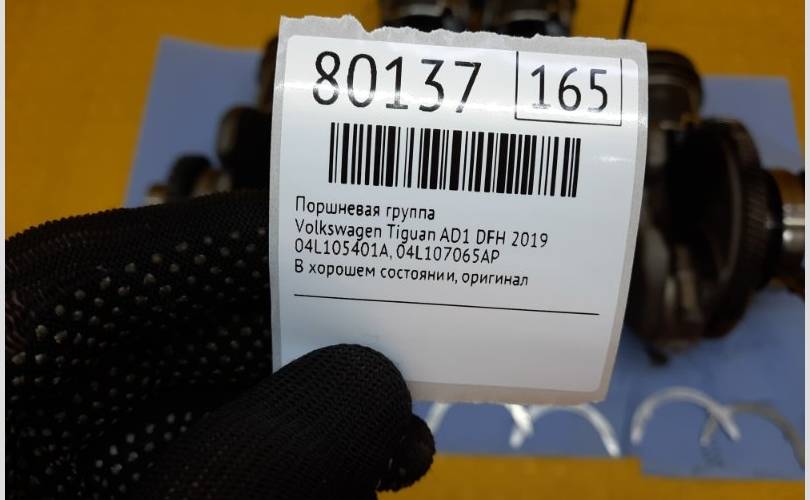 80137 165
Поршневая группа
Volkswagen Tiguan AD1 DFH 2019
04L105401A, 04L107065AP
В хорошем состоянии, оригинал